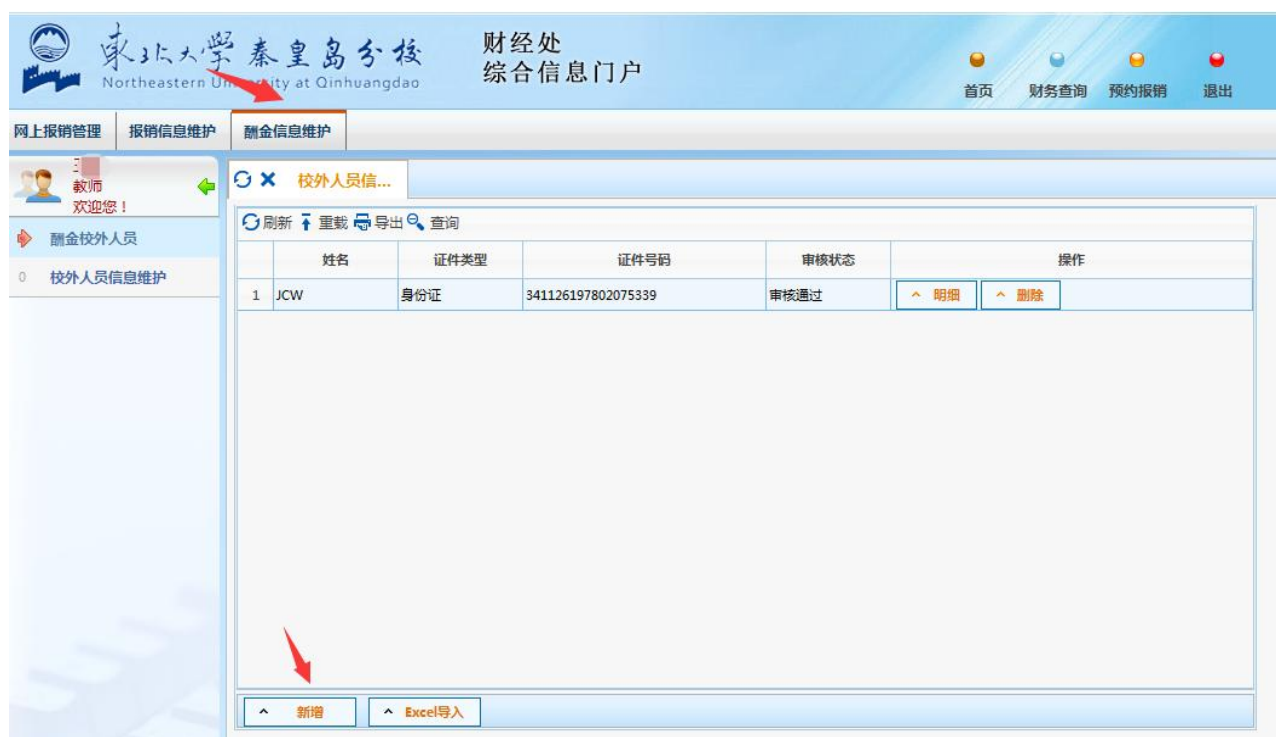 東北大学 秦皇岛分校
Northeastern University at Qinhuangdao
财经处
综合信息门户
首页 财务查询 预约报销 退出
网上报销管理 报销信息维护 酬金信息维护
教师
欢迎您！
校外人员信...
酬金校外人员
0 校外人员信息维护
刷新 重载 导出 查询
姓名 证件类型 证件号码 审核状态 操作
1 JCW 身份证 341126197802075339 审核通过 明细 删除
新增 Excel导入